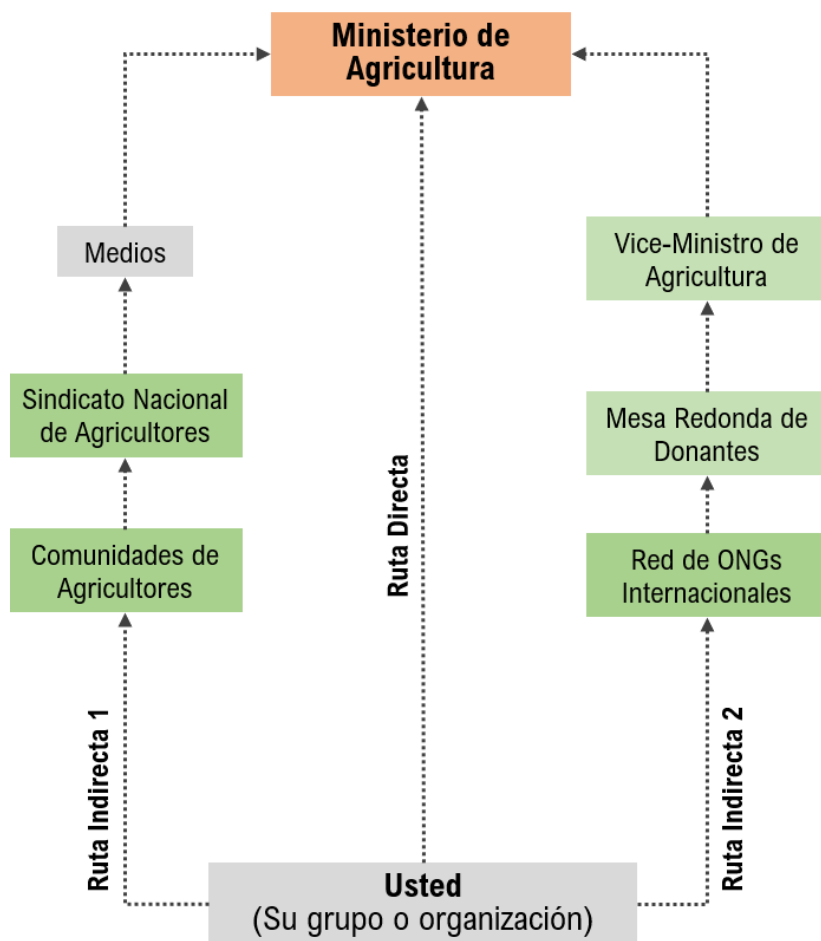 Ministerio de
Agricultura
Medios
Vice-Ministro de
Agricultura
Sindicato Nacional
de Agricultores
Mesa Redonda de
Donantes
Comunidades de
Agricultores
Red de ONGs
Internacionales
Ruta Directa
Ruta Indirecta 1
Ruta Indirecta 2
Usted
(Su grupo o organización)